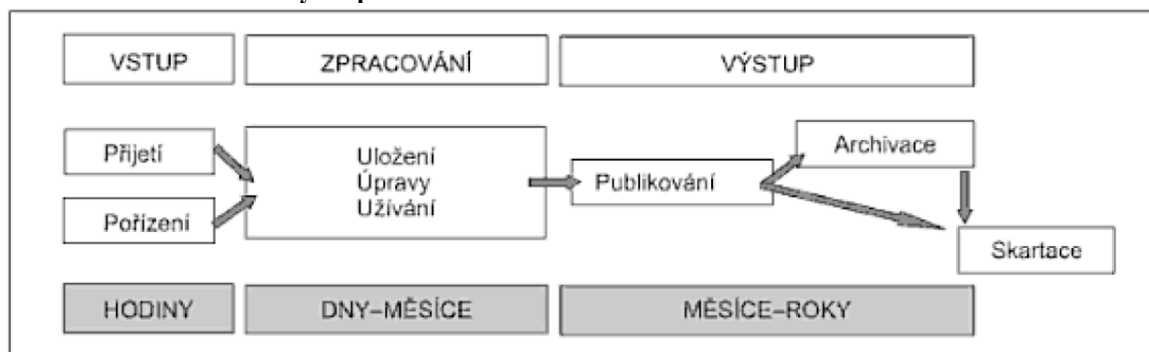 VSTUP
ZPRACOVÁNÍ
VÝSTUP
Přijetí
Pořízení
Uložení
Úpravy
Užívání
Publikování
Archivace
Skartace
HODINY
DNY–MĚSÍCE
MĚSÍCE–ROKY